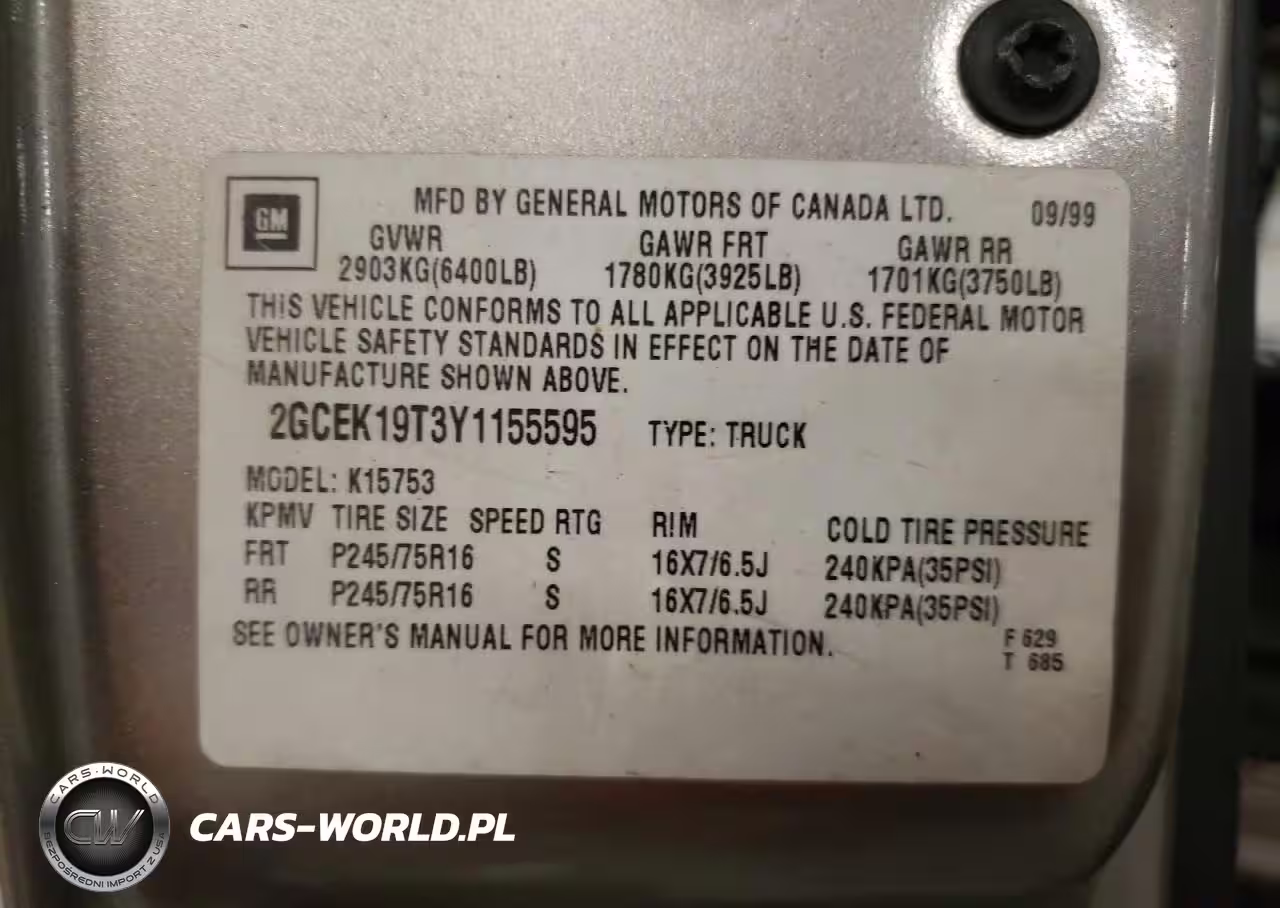 GM
MFD BY GENERAL MOTORS OF CANADA LTD. 09/99
GVWR GAWR FRT GAWR RR
2903KG(6400LB) 1780KG(3925LB) 1701KG(3750LB)
THIS VEHICLE CONFORMS TO ALL APPLICABLE U.S. FEDERAL MOTOR
VEHICLE SAFETY STANDARDS IN EFFECT ON THE DATE OF
MANUFACTURE SHOWN ABOVE.
2GCEK19T3Y1155595 TYPE: TRUCK
MODEL: K15753
KPMV TIRE SIZE SPEED RTG RIM COLD TIRE PRESSURE
FRT P245/75R16 S 16X7/6.5J 240KPA(35PSI)
RR P245/75R16 S 16X7/6.5J 240KPA(35PSI)
SEE OWNER'S MANUAL FOR MORE INFORMATION. F 629
T 685
CARS-WORLD
CW
BEZPOŚREDNI IMPORT Z USA
CARS-WORLD.PL